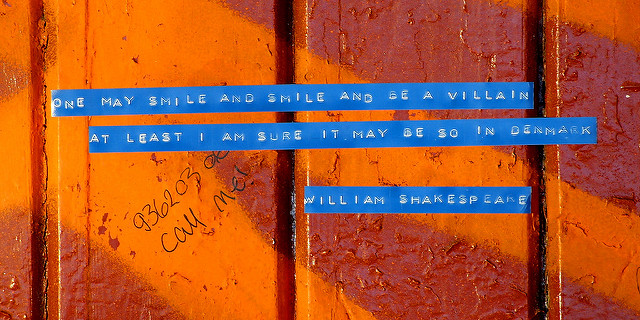 ONE MAY SMILE AND SMILE AND BE A VILLAIN
AT LEAST I AM SURE IT MAY BE SO IN DENMARK
WILLIAM SHAKESPEARE
Call me!